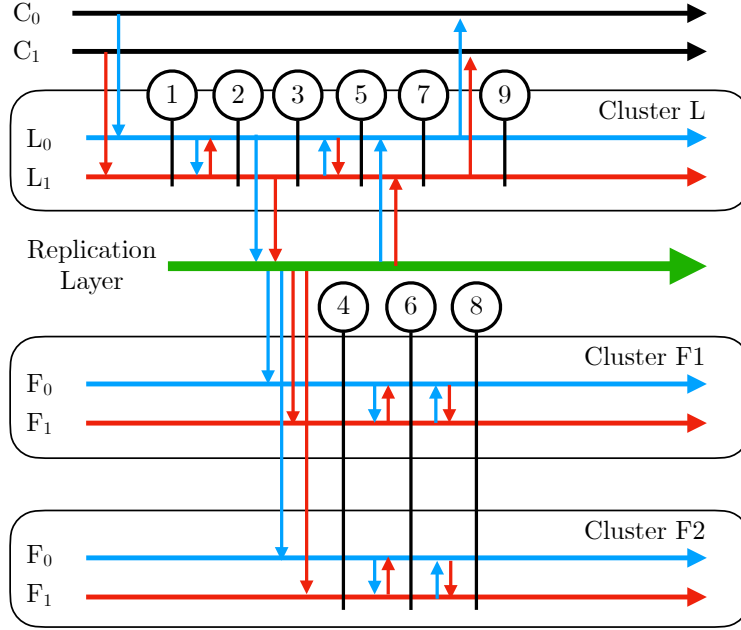 C₀
C₁
1 2 3 5 7 9
Cluster L
L₀
L₁
Replication
Layer
4 6 8
Cluster F1
F₀
F₁
Cluster F2
F₀
F₁